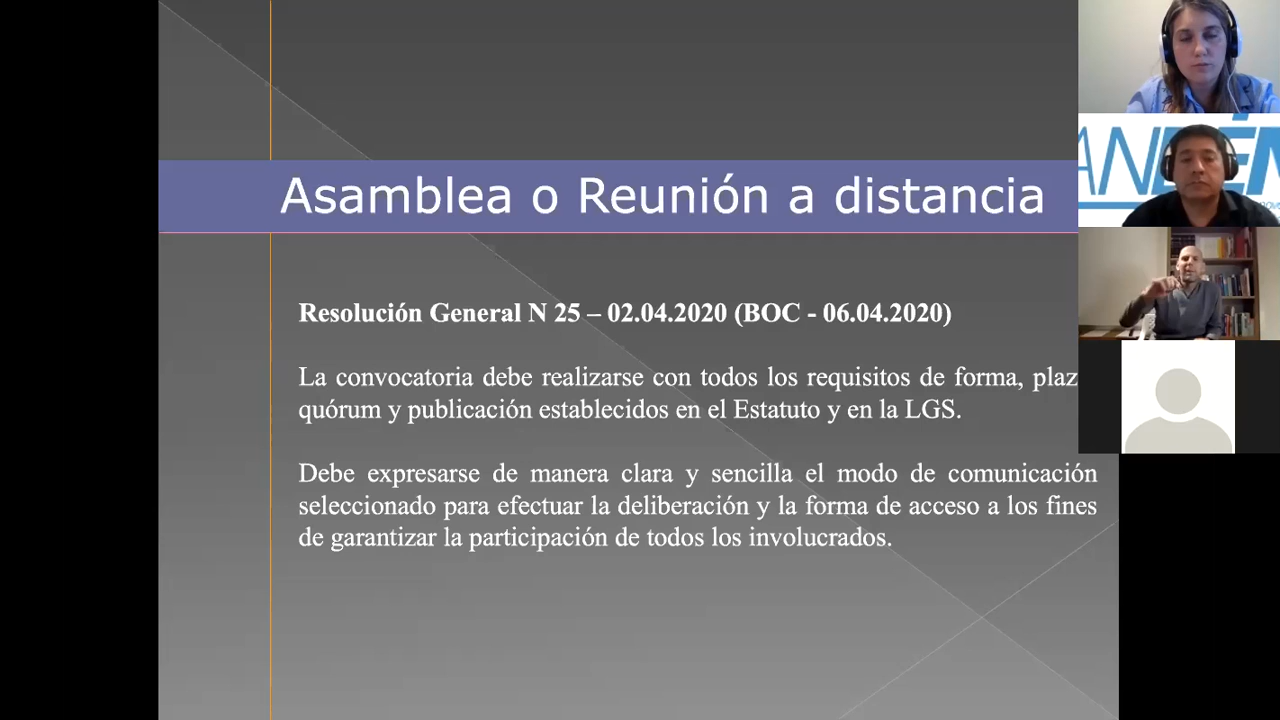 Asamblea o Reunión a distancia
Resolución General N 25 – 02.04.2020 (BOC - 06.04.2020)
La convocatoria debe realizarse con todos los requisitos de forma, plaz
quórum y publicación establecidos en el Estatuto y en la LGS.
Debe expresarse de manera clara y sencilla el modo de comunicación
seleccionado para efectuar la deliberación y la forma de acceso a los fines
de garantizar la participación de todos los involucrados.